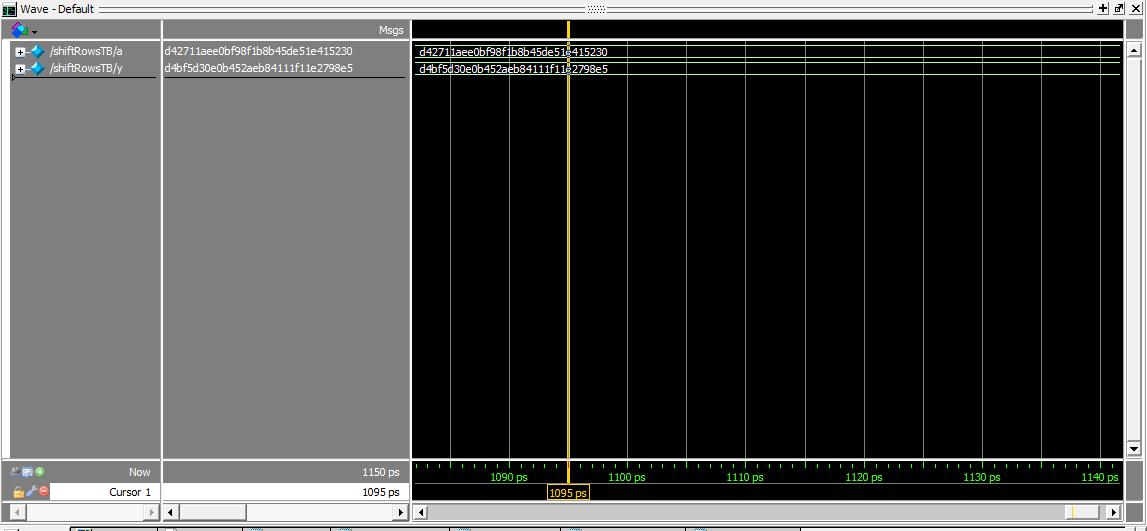 Wave - Default
Msgs
/shiftRowsTB/a d42711aee0bf98f1b8b45de51e415230 d42711aee0bf98f1b8b45de51e415230
/shiftRowsTB/y d4bf5d30e0b452aeb84111f11e2798e5 d4bf5d30e0b452aeb84111f11e2798e5
Now 1150 ps
1090 ps 1100 ps 1110 ps 1120 ps 1130 ps 1140 ps
Cursor 1 1095 ps 1095 ps